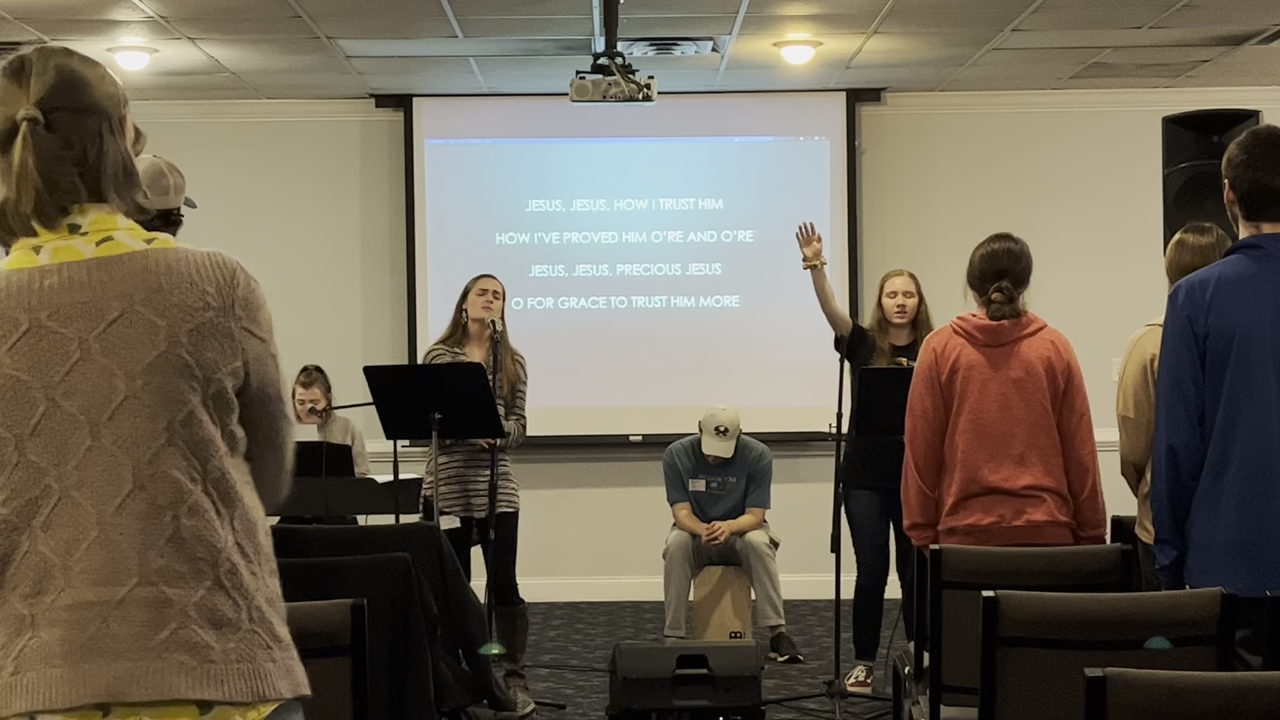 JESUS, JESUS, HOW I TRUST HIM
HOW I'VE PROVED HIM O'RE AND O'RE
JESUS, JESUS, PRECIOUS JESUS
O FOR GRACE TO TRUST HIM MORE